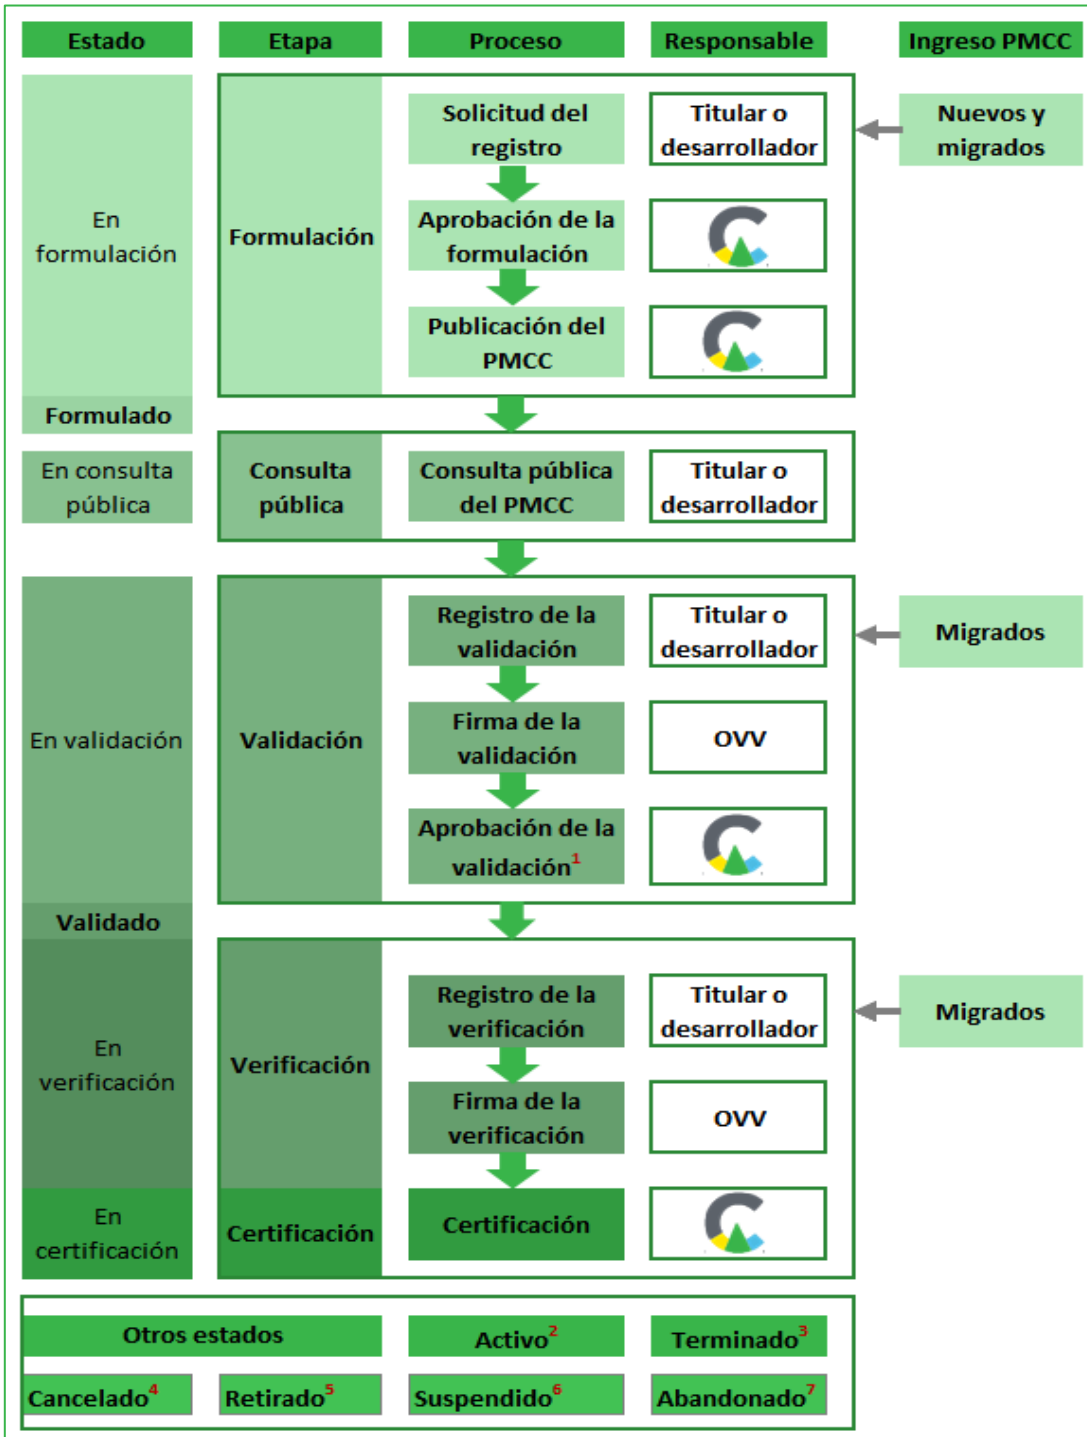 Estado
Etapa
Proceso
Responsable
Ingreso PMCC
En
formulación
Formulado
Formulación
Solicitud del
registro
Titular o
desarrollador
Nuevos y
migrados
Aprobación de la
formulación
Publicación del
PMCC
En consulta
pública
Consulta
pública
Consulta pública
del PMCC
Titular o
desarrollador
En validación
Validado
Validación
Registro de la
validación
Titular o
desarrollador
Migrados
Firma de la
validación
OVV
Aprobación de la
validación¹
En
verificación
Verificación
Registro de la
verificación
Titular o
desarrollador
Migrados
Firma de la
verificación
OVV
En
certificación
Certificación
Certificación
Otros estados
Activo²
Terminado³
Cancelado⁴
Retirado⁵
Suspendido⁶
Abandonado⁷